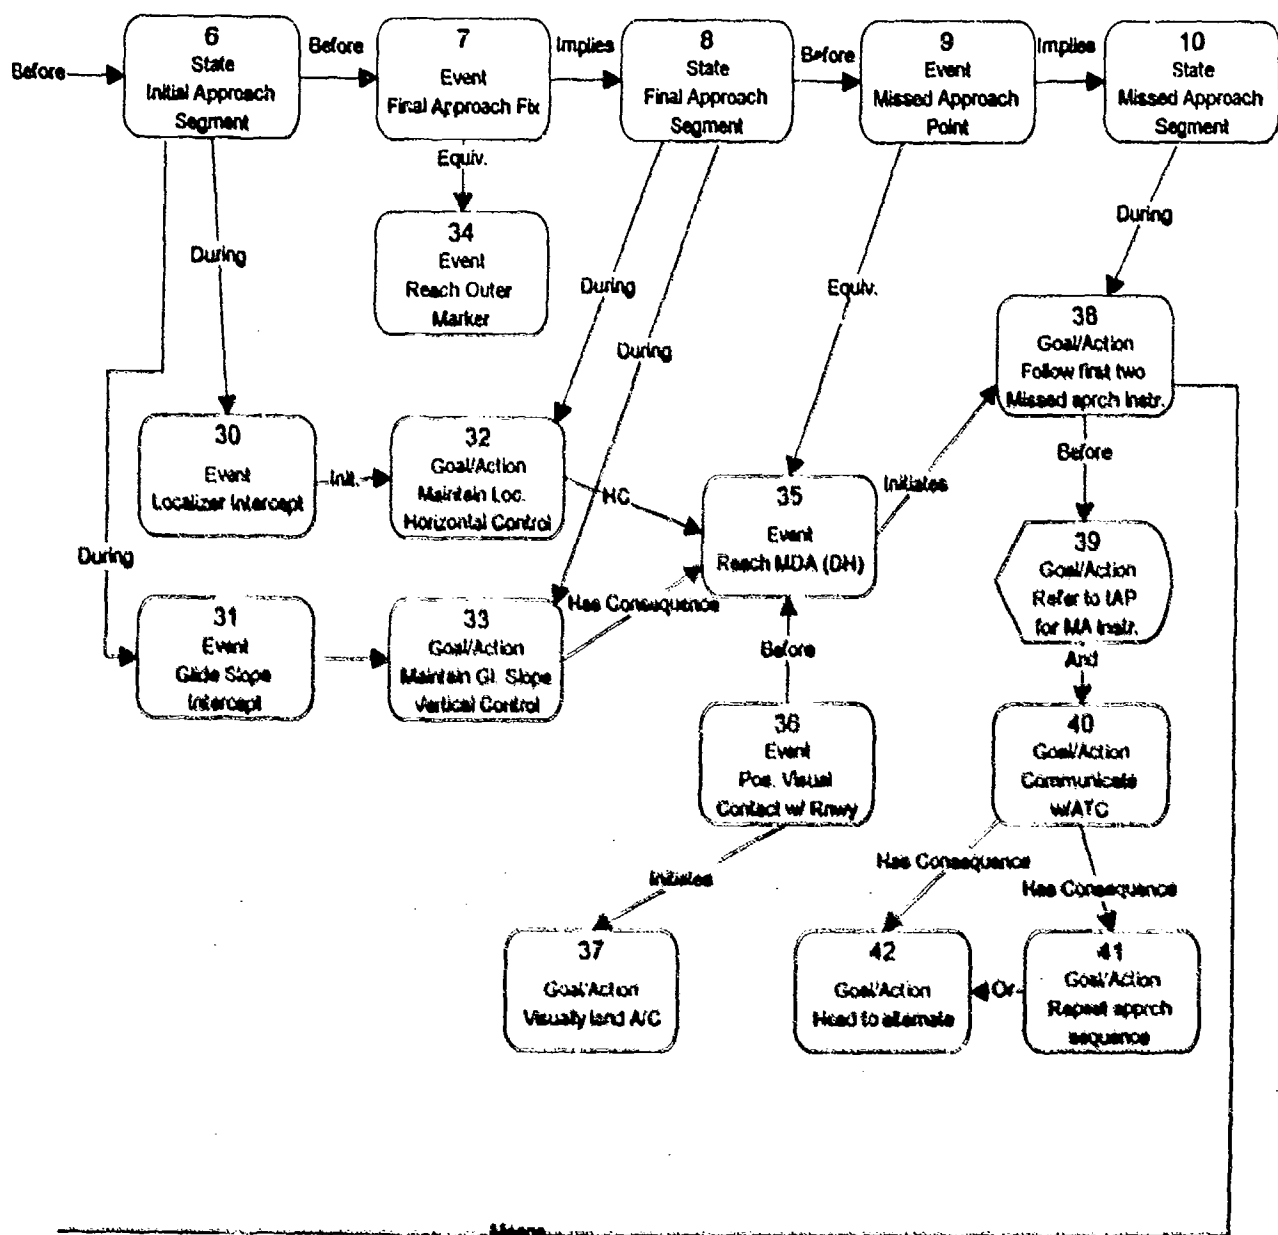 Before
6
State
Initial Approach
Segment
Before
7
Event
Final Approach Fix
Implies
8
State
Final Approach
Segment
Before
9
Event
Missed Approach
Point
Implies
10
State
Missed Approach
Segment
Equiv.
34
Event
Reach Outer
Marker
During
During
During
Equiv.
During
38
Goal/Action
Follow first two
Missed aprch Instr.
30
Event
Localizer Intercept
Init.
32
Goal/Action
Maintain Loc.
Horizontal Control
HC
35
Event
Reach MDA (DH)
Initiates
Before
39
Goal/Action
Refer to IAP
for MA Instr.
During
31
Event
Glide Slope
Intercept
33
Goal/Action
Maintain Gl. Slope
Vertical Control
Has Consequence
Before
And
36
Event
Pos. Visual
Contact w/ Rnwy
40
Goal/Action
Communicate
w/ATC
Initiates
Has Consequence
Has Consequence
37
Goal/Action
Visually land A/C
42
Goal/Action
Head to alternate
Or
41
Goal/Action
Repeat apprch
sequence
Means